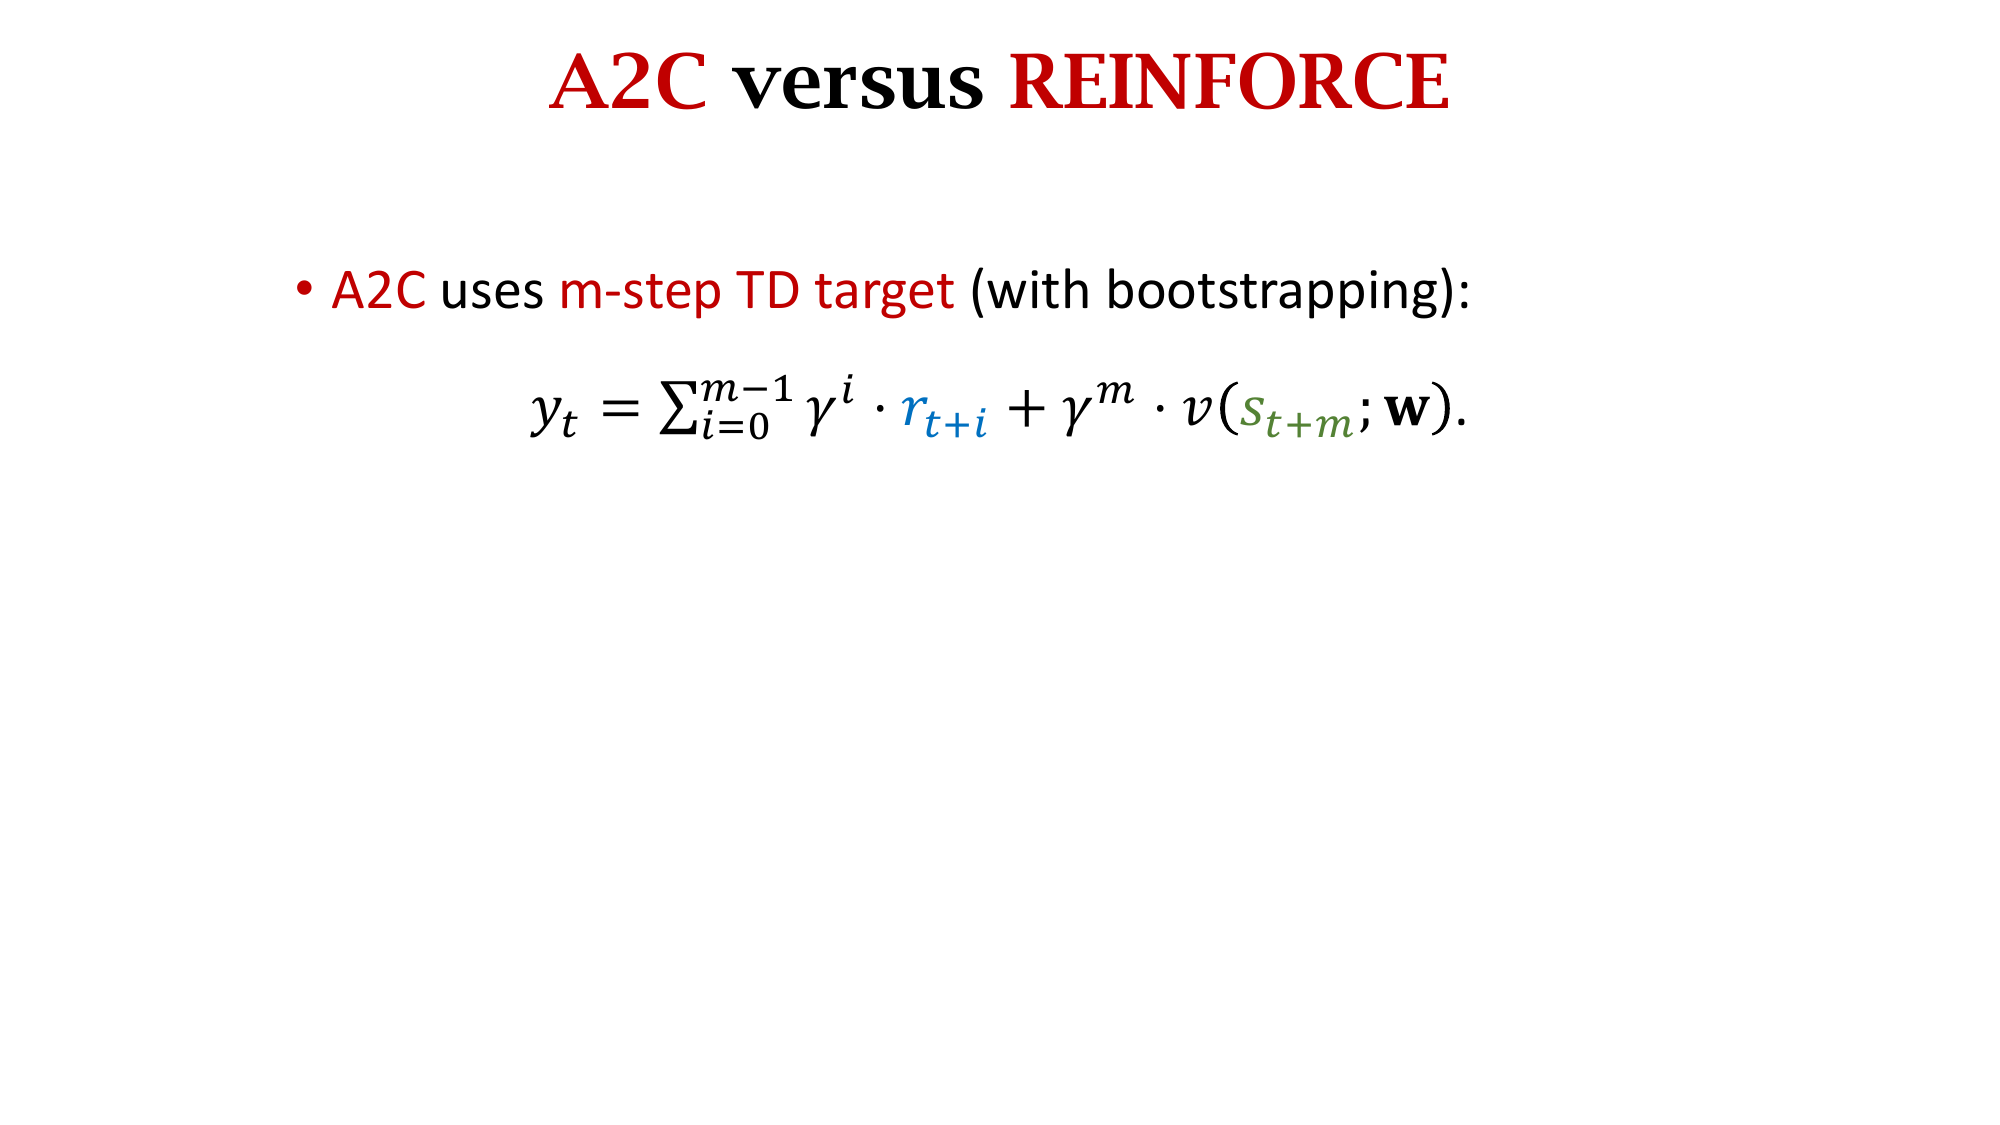 A2C versus REINFORCE
• A2C uses m-step TD target (with bootstrapping):
$y_t = \sum_{i=0}^{m-1} \gamma^i \cdot r_{t+i} + \gamma^m \cdot v(s_{t+m}; \mathbf{w}).$